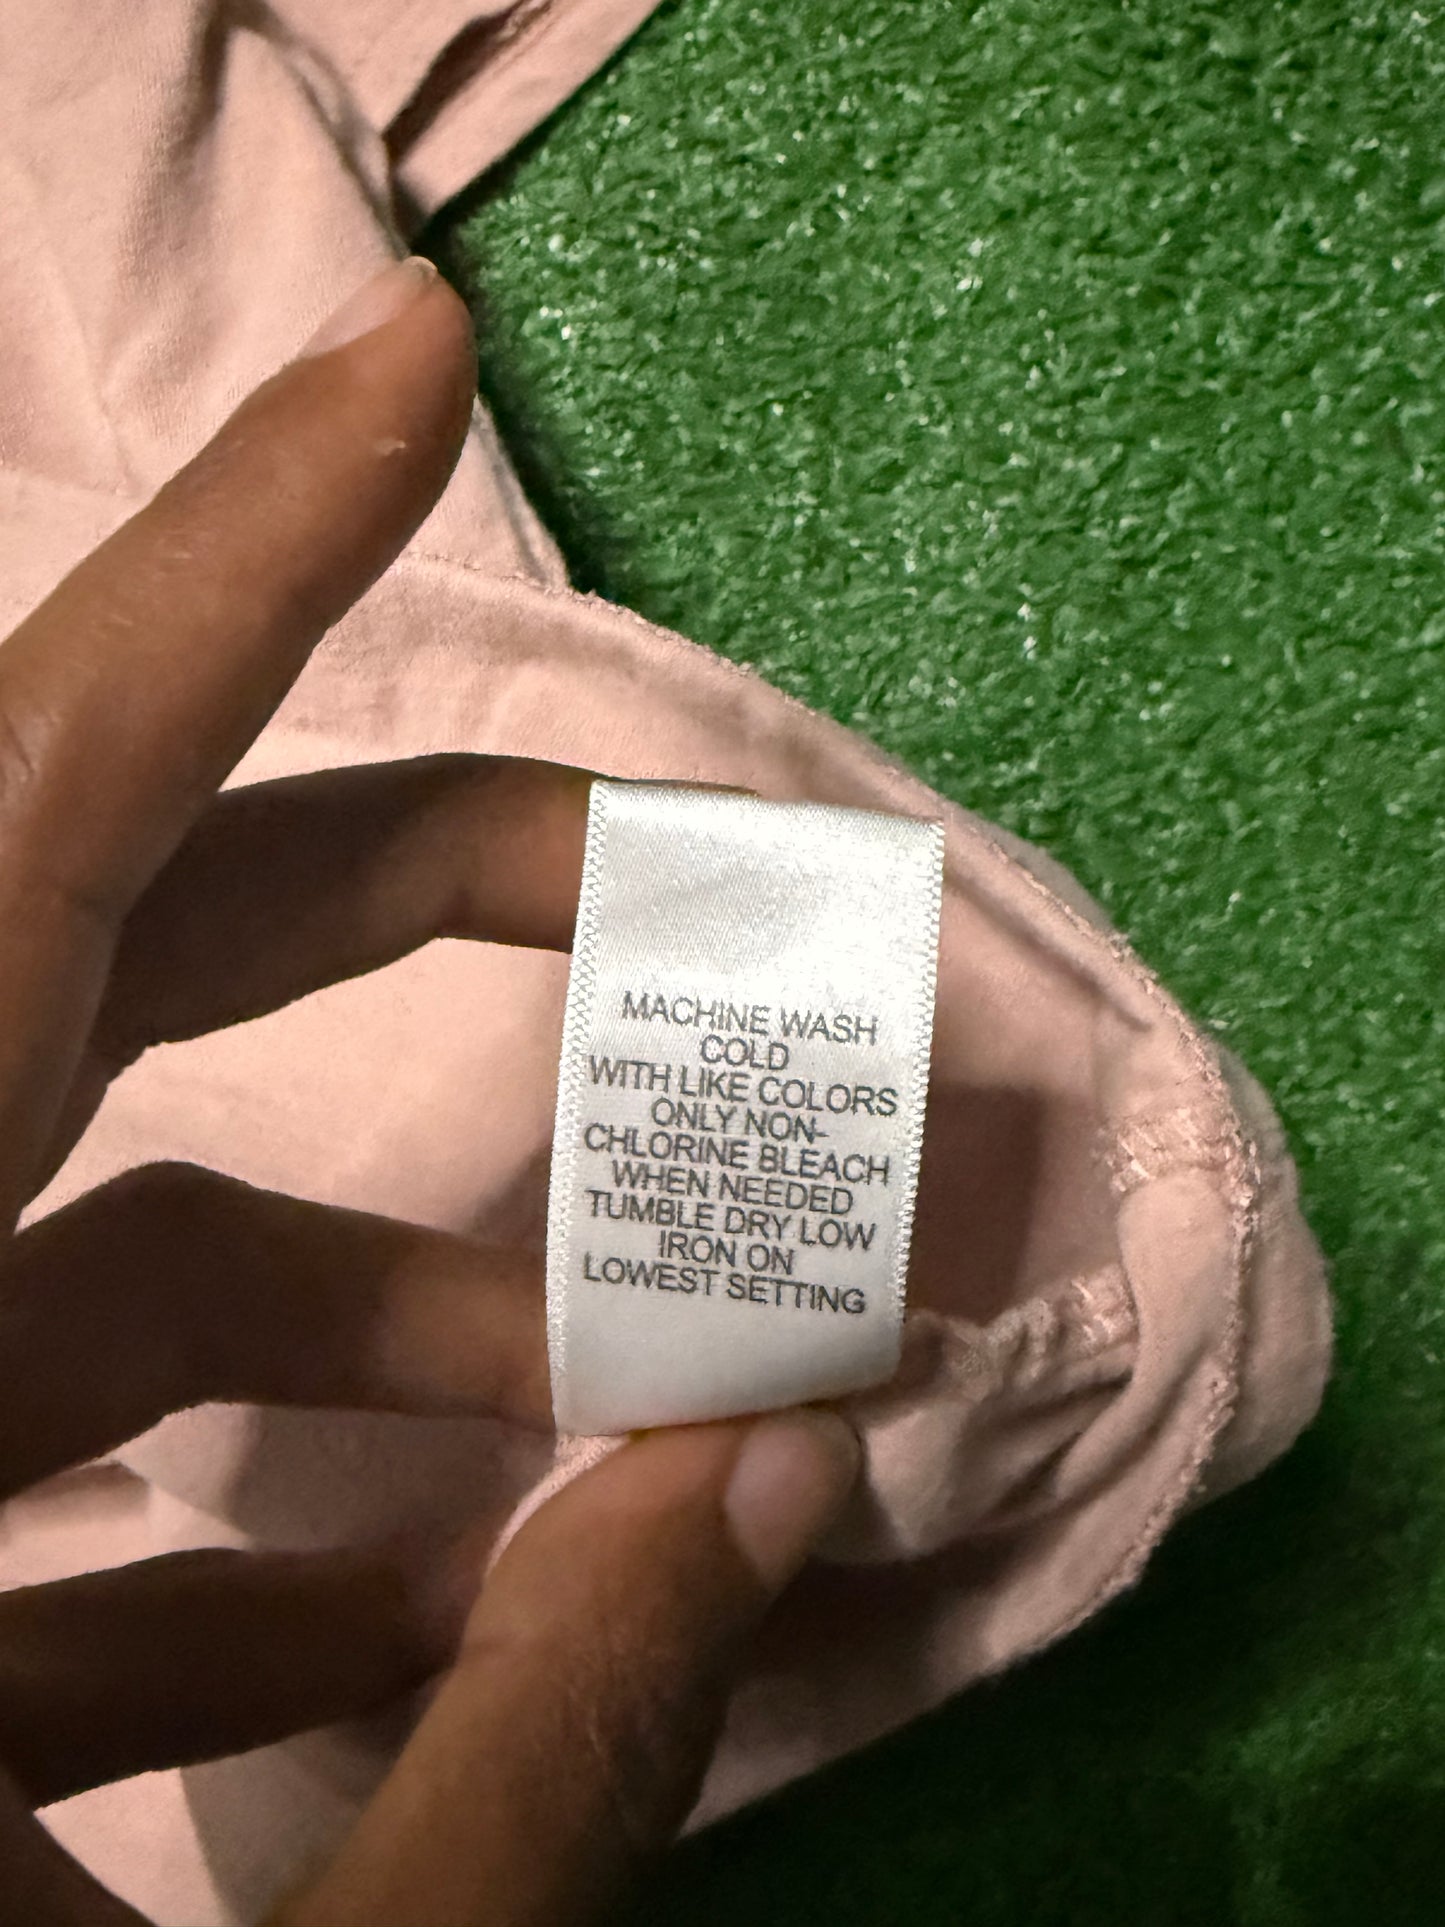 MACHINE WASH
COLD
WITH LIKE COLORS
ONLY NON-
CHLORINE BLEACH
WHEN NEEDED
TUMBLE DRY LOW
IRON ON
LOWEST SETTING